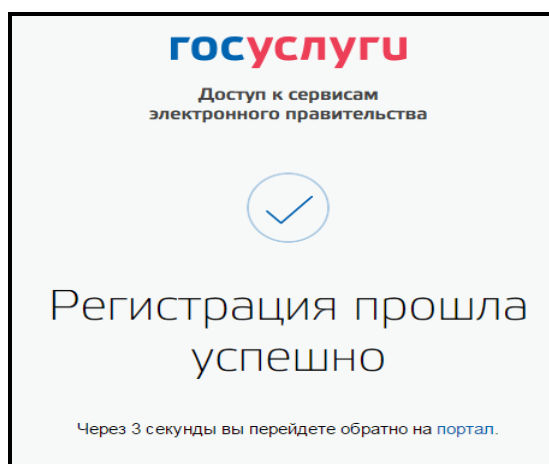 госуслуги
Доступ к сервисам
электронного правительства
Регистрация прошла
успешно
Через 3 секунды вы перейдете обратно на портал.